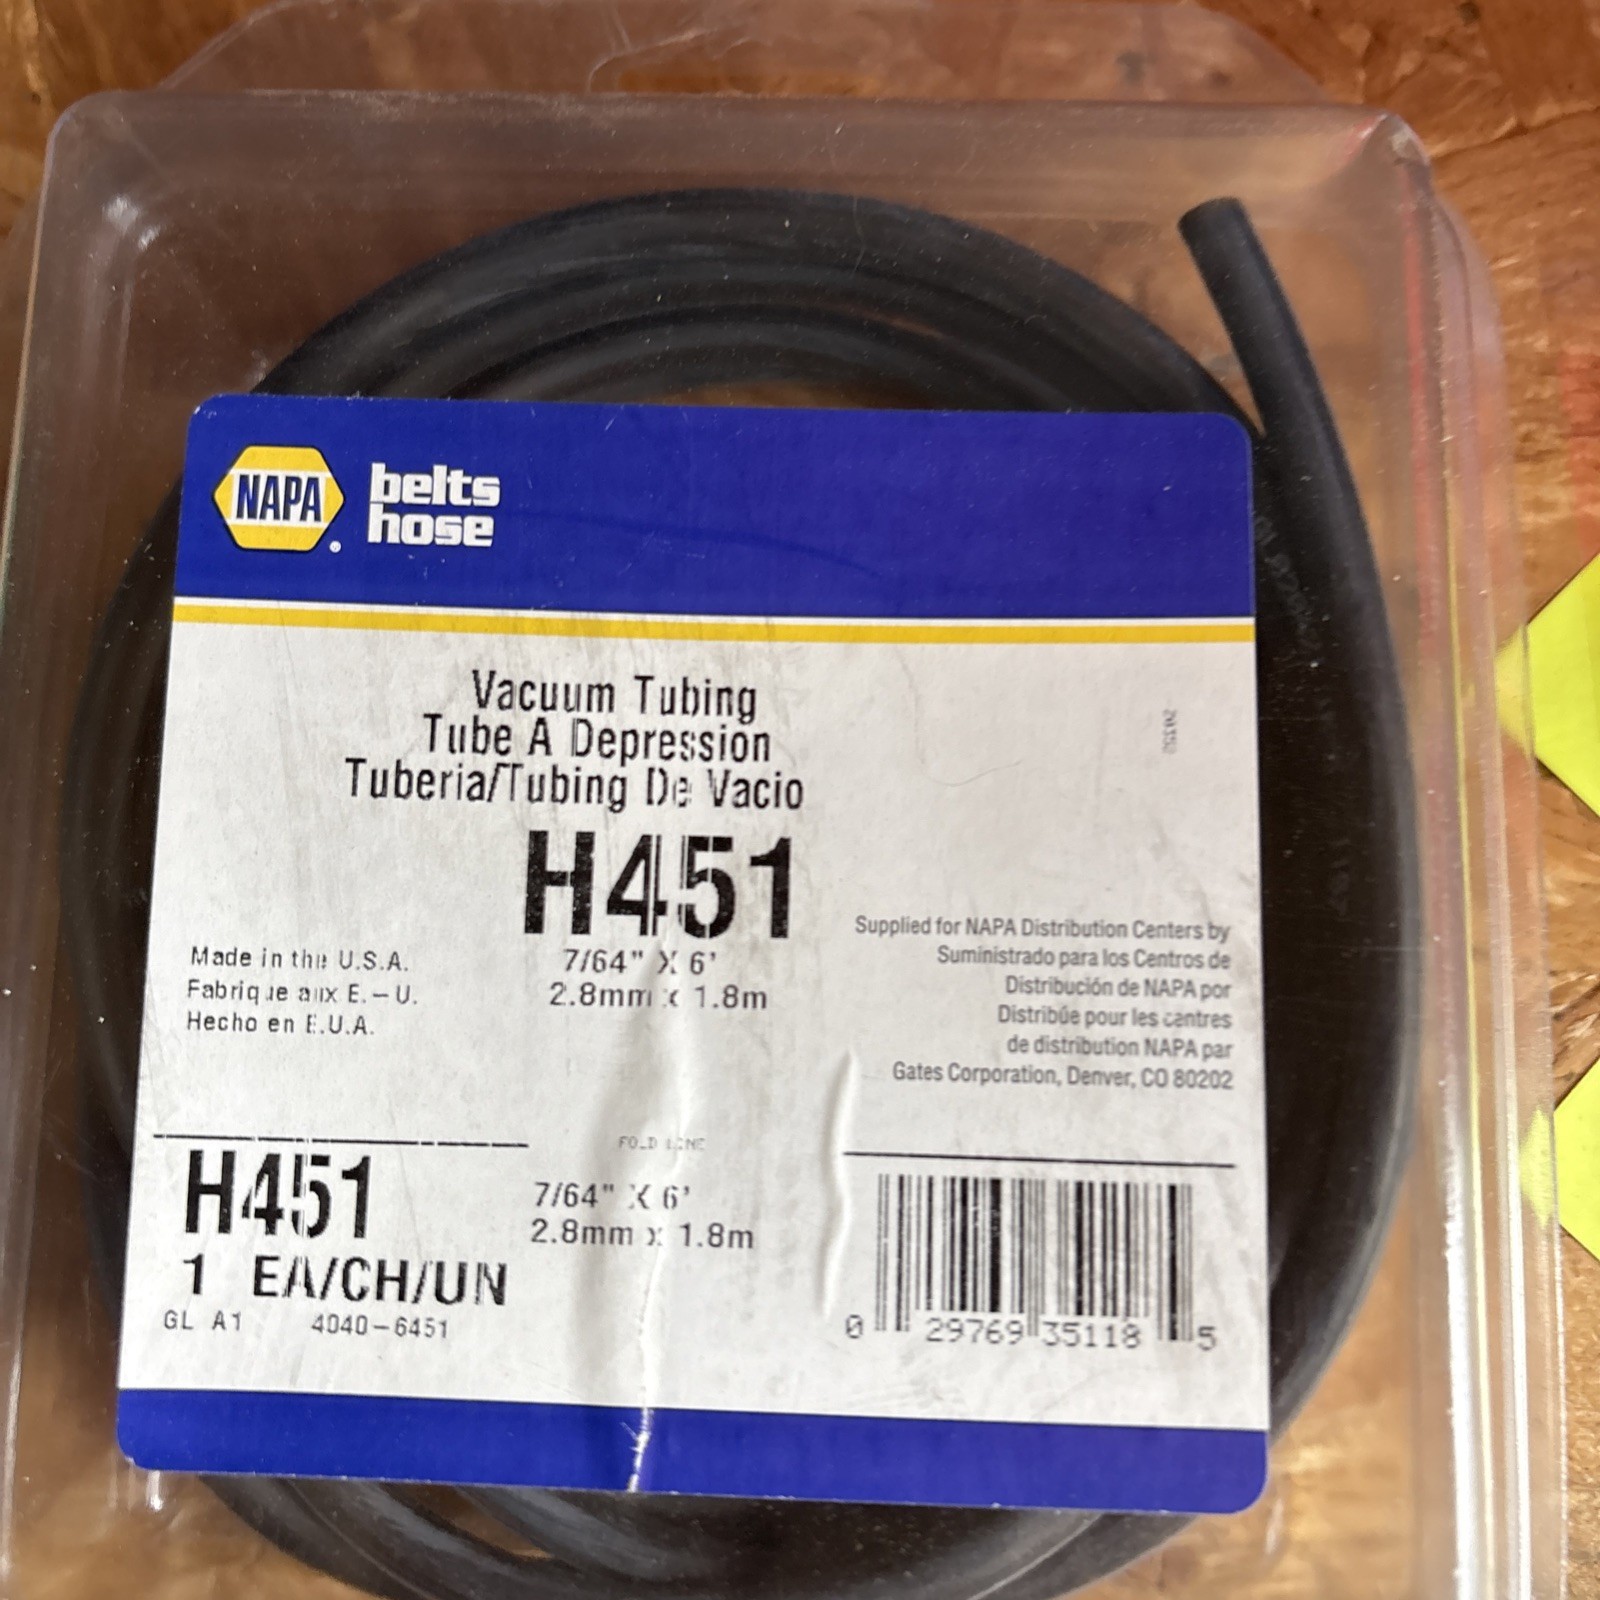 NAPA
belts
hose
Vacuum Tubing
Tube A Depression
Tuberia/Tubing De Vacio
H451
7/64" X 6'
2.8mm x 1.8m
Made in the U.S.A.
Fabrique aux E.-U.
Hecho en E.U.A.
Supplied for NAPA Distribution Centers by
Suministrado para los Centros de
Distribución de NAPA por
Distribúe pour les centres
de distribution NAPA par
Gates Corporation, Denver, CO 80202
FOLD LINE
H451
7/64" X 6'
2.8mm x 1.8m
1 EA/CH/UN
GL A1 4040-6451
0 29769 35118 5